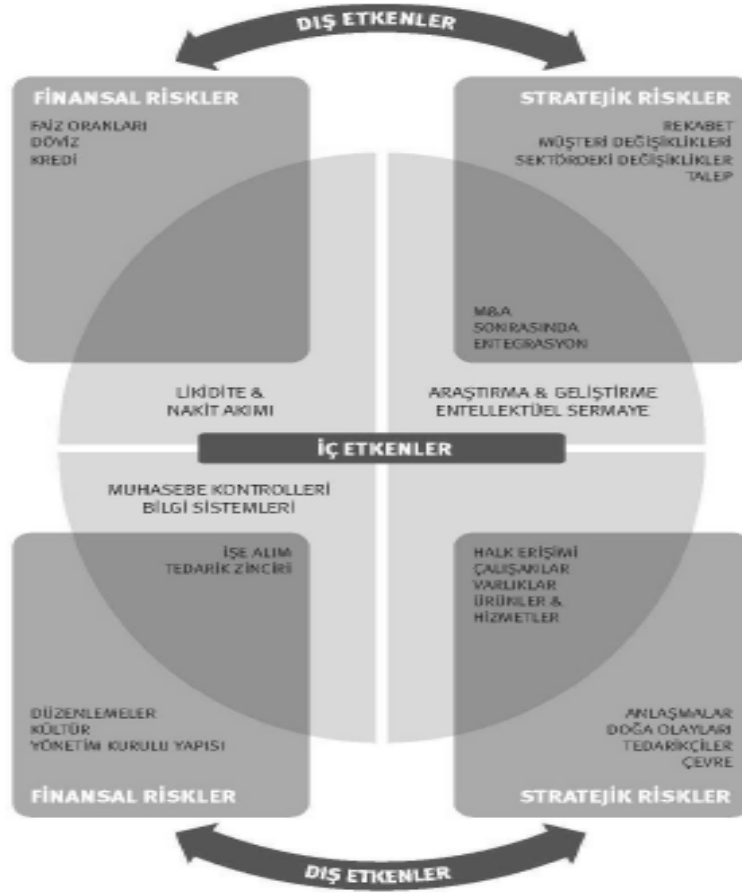 DIŞ ETKENLER
FİNANSAL RİSKLER
FAİZ ORANLARI
DÖVİZ
KREDİ
STRATEJİK RİSKLER
REKABET
MÜŞTERİ DEĞİŞİKLİKLERİ
SEKTÖRDEKİ DEĞİŞİKLİKLER
TALEP
M&A
SONRASINDA
ENTEGRASYON
LİKİDİTE &
NAKİT AKIMI
ARAŞTIRMA & GELİŞTİRME
ENTELLEKTÜEL SERMAYE
İÇ ETKENLER
MUHASEBE KONTROLLERİ
BİLGİ SİSTEMLERİ
İŞE ALIM
TEDARİK ZİNCİRİ
HALK ERİŞİMİ
ÇALIŞANLAR
VARLIKLAR
ÜRÜNLER &
HİZMETLER
DÜZENLEMELER
KÜLTÜR
YÖNETİM KURULU YAPISI
FİNANSAL RİSKLER
ANLAŞMALAR
DOĞA OLAYLARI
TEDARİKÇİLER
ÇEVRE
STRATEJİK RİSKLER
DIŞ ETKENLER